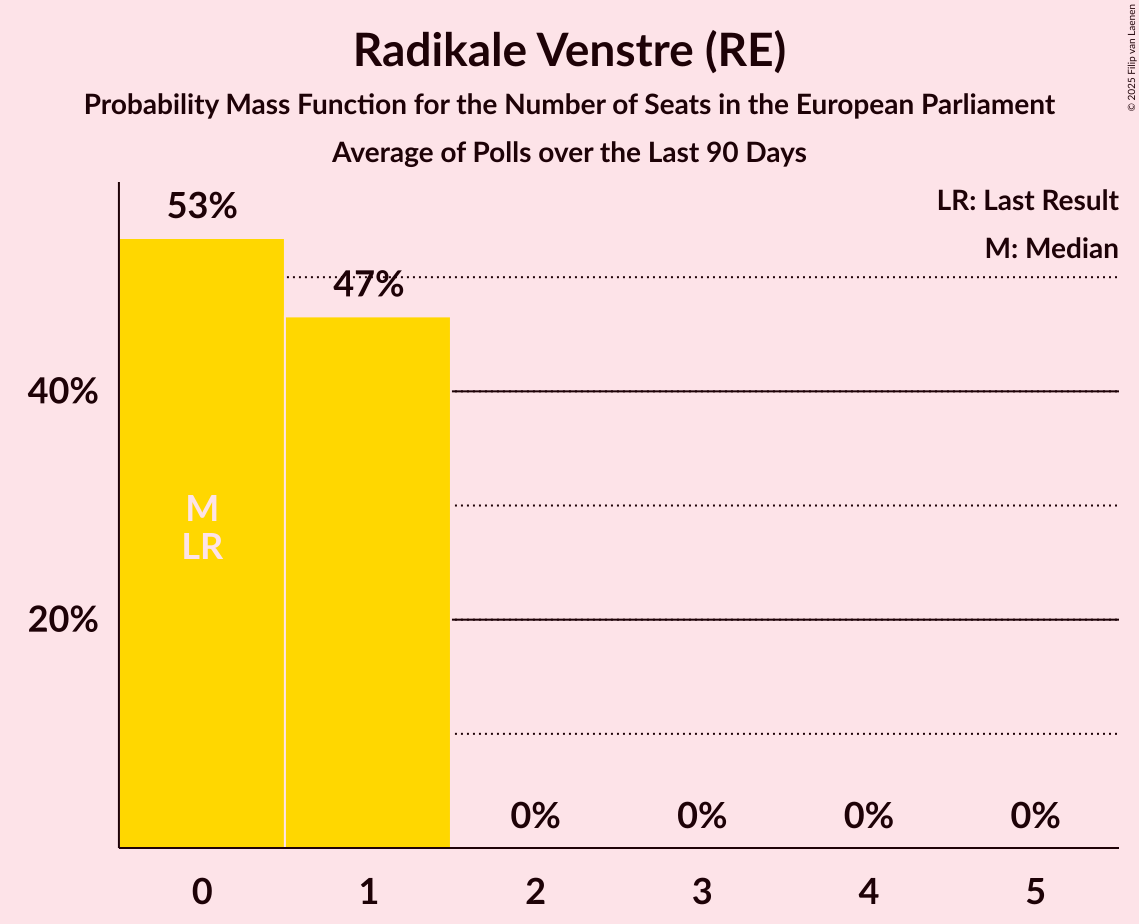 Radikale Venstre (RE)
Probability Mass Function for the Number of Seats in the European Parliament
Average of Polls over the Last 90 Days
© 2025 Filip van Laenen
LR: Last Result
M: Median
53%
47%
40%
M
LR
20%
0% 0% 0% 0%
0 1 2 3 4 5